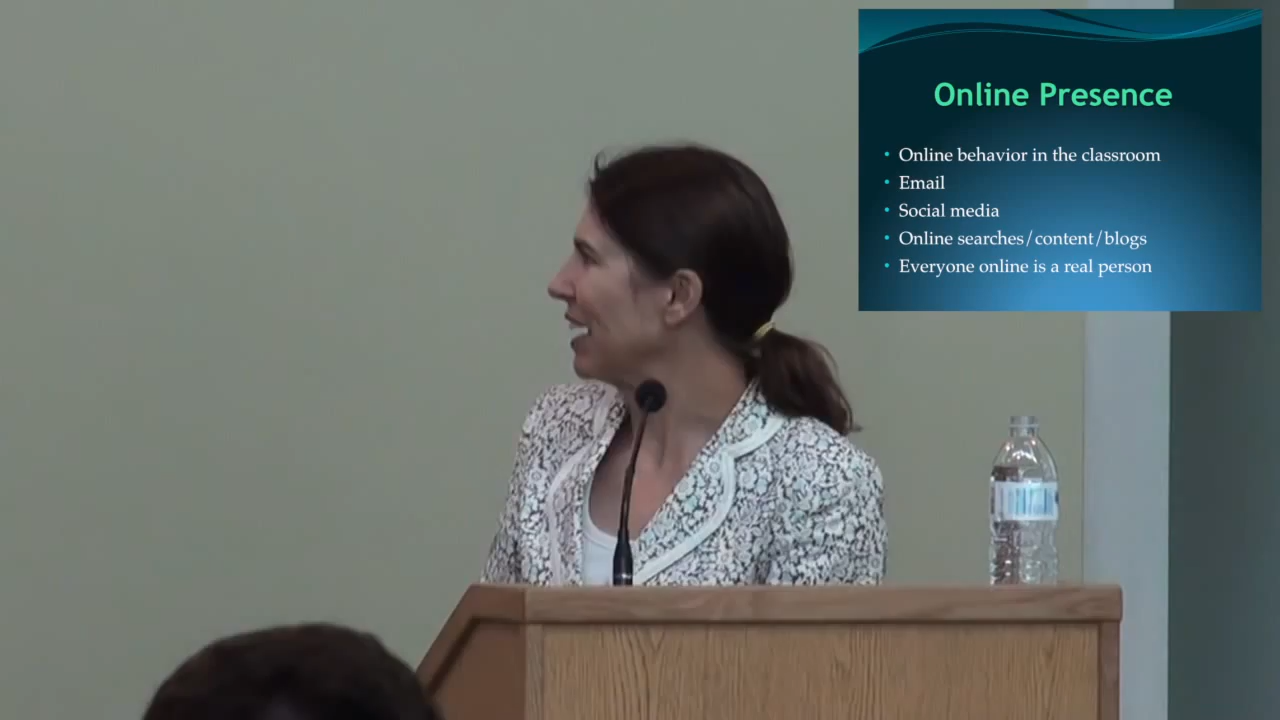 Online Presence
• Online behavior in the classroom
• Email
• Social media
• Online searches/content/blogs
• Everyone online is a real person